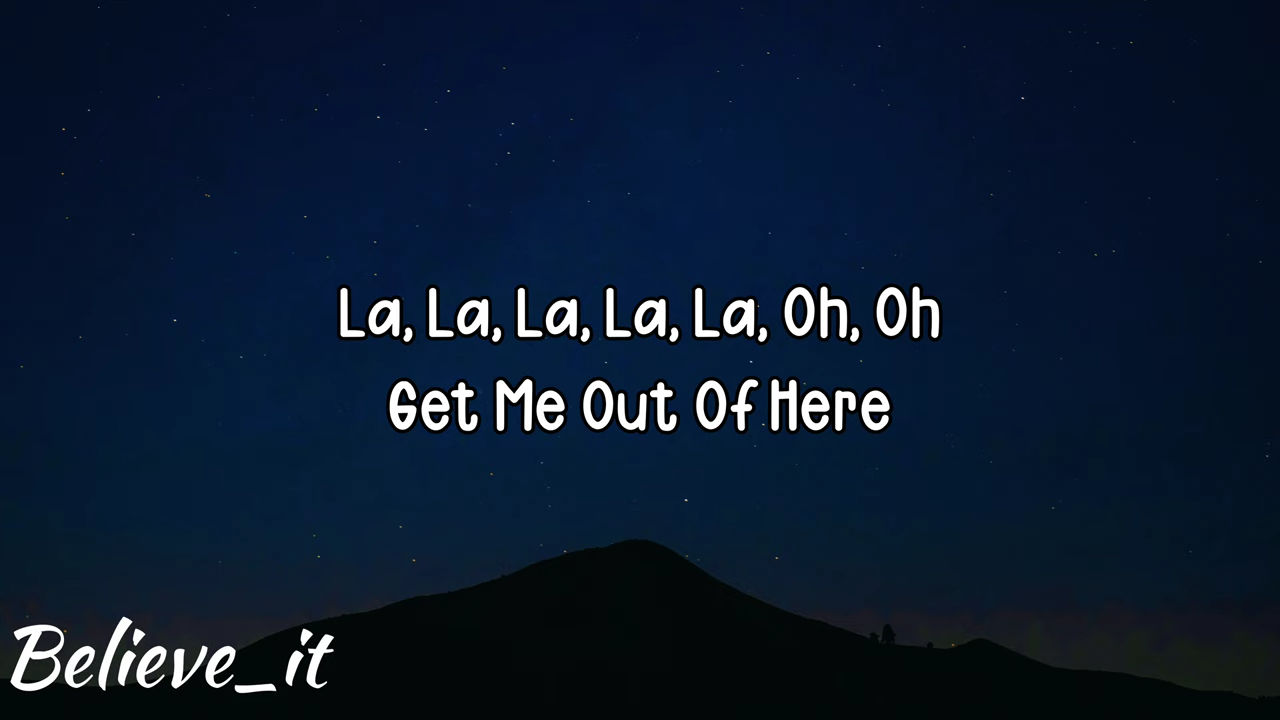 La, La, La, La, La, Oh, Oh
Get Me Out Of Here
Believe_it